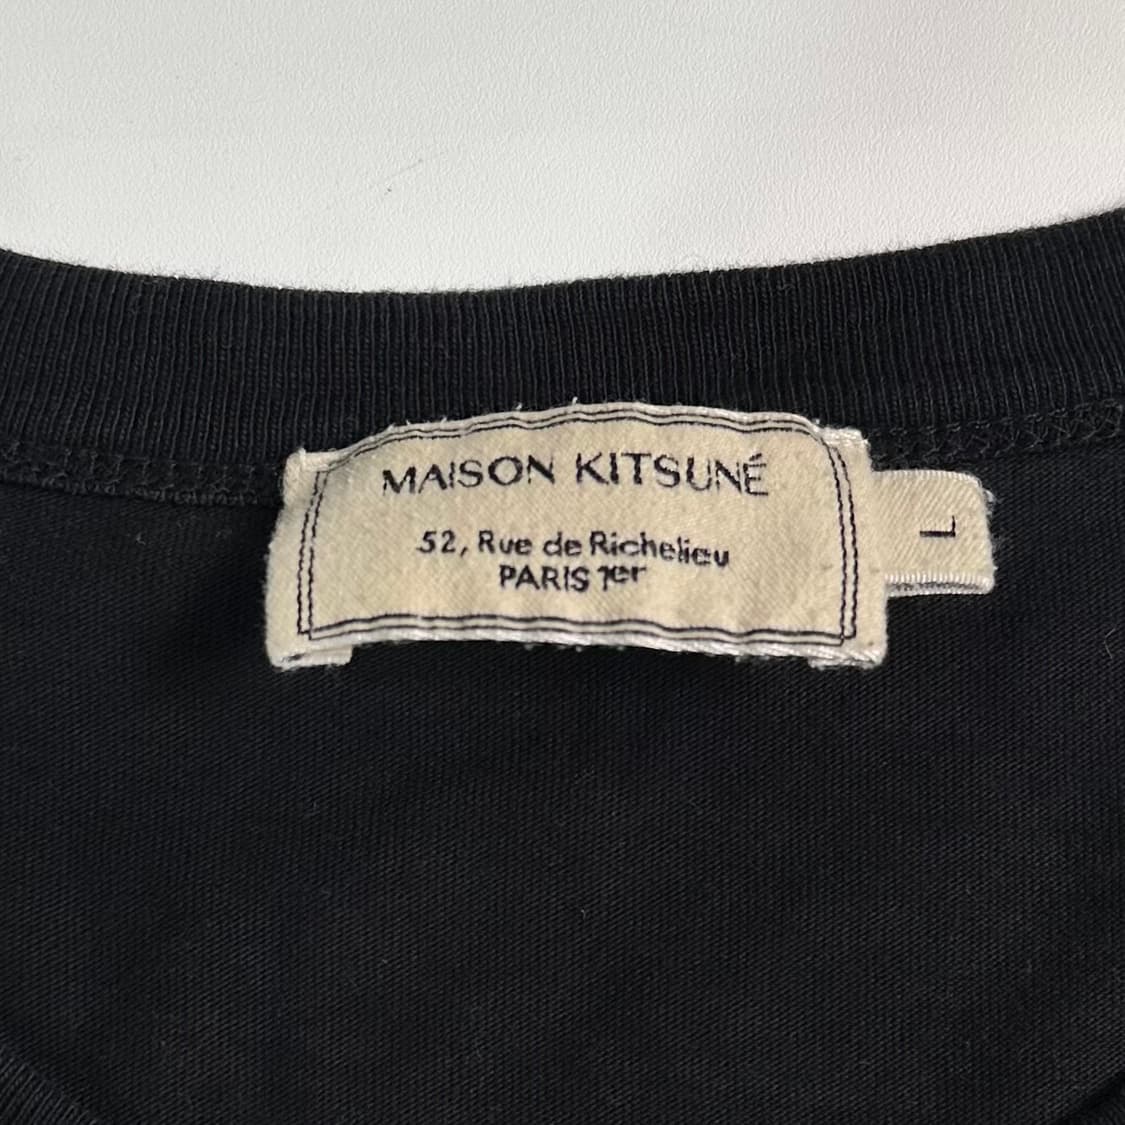 MAISON KITSUNÉ
52, Rue de Richelieu
PARIS 1er
L